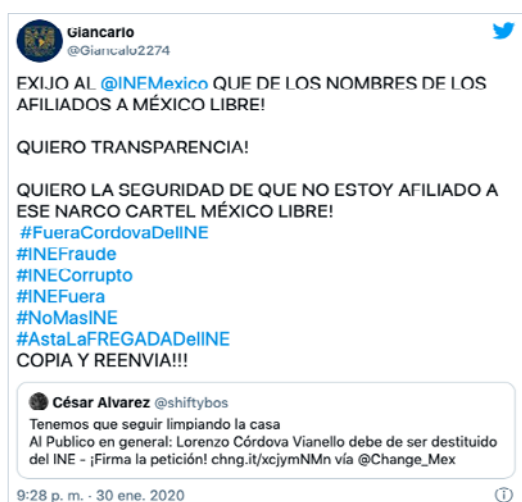 Giancarlo
@Giancalo2274
EXIJO AL @INEMexico QUE DE LOS NOMBRES DE LOS
AFILIADOS A MÉXICO LIBRE!
QUIERO TRANSPARENCIA!
QUIERO LA SEGURIDAD DE QUE NO ESTOY AFILIADO A
ESE NARCO CARTEL MÉXICO LIBRE!
#FueraCordovaDelINE
#INEFraude
#INECorrupto
#INEFuera
#NoMasINE
#AstaLaFREGADADelINE
COPIA Y REENVIA!!!
César Alvarez @shiftybos
Tenemos que seguir limpiando la casa
Al Publico en general: Lorenzo Córdova Vianello debe de ser destituido
del INE - ¡Firma la petición! chng.it/xcjymNMn vía @Change_Mex
9:28 p. m. · 30 ene. 2020